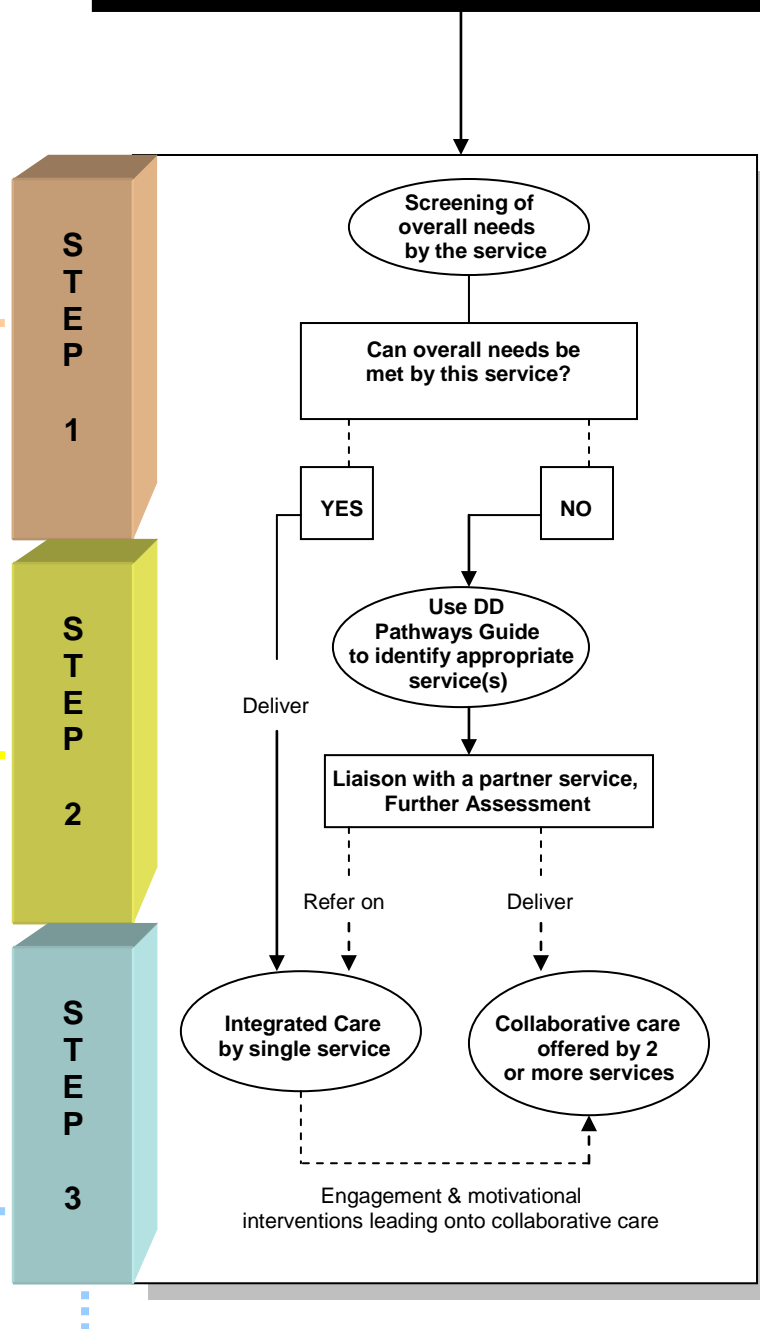 S
T
E
P
1
Screening of
overall needs
by the service
Can overall needs be
met by this service?
YES
NO
S
T
E
P
2
Use DD
Pathways Guide
to identify appropriate
service(s)
Deliver
Liaison with a partner service,
Further Assessment
Refer on
Deliver
S
T
E
P
3
Integrated Care
by single service
Collaborative care
offered by 2
or more services
Engagement & motivational
interventions leading onto collaborative care